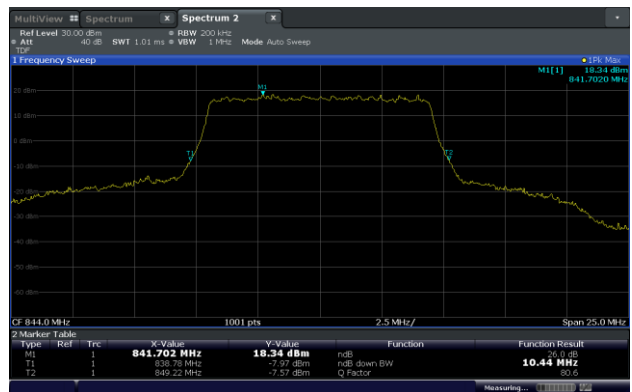 MultiView Spectrum X Spectrum 2 X
Ref Level 30.00 dBm RBW 200 kHz
Att 40 dB SWT 1.01 ms VBW 1 MHz Mode Auto Sweep
TDF
1 Frequency Sweep 1Pk Max
M1[1] 18.34 dBm
841.7020 MHz
M1
20 dBm
10 dBm
0 dBm
T1 T2
-10 dBm
-20 dBm
-30 dBm
-40 dBm
-50 dBm
-60 dBm
CF 844.0 MHz 1001 pts 2.5 MHz/ Span 25.0 MHz
2 Marker Table
Type Ref Trc X-Value Y-Value Function Function Result
M1 1 841.702 MHz 18.34 dBm ndB 26.0 dB
T1 1 838.78 MHz -7.97 dBm ndB down BW 10.44 MHz
T2 1 849.22 MHz -7.57 dBm Q Factor 80.6
Measuring...